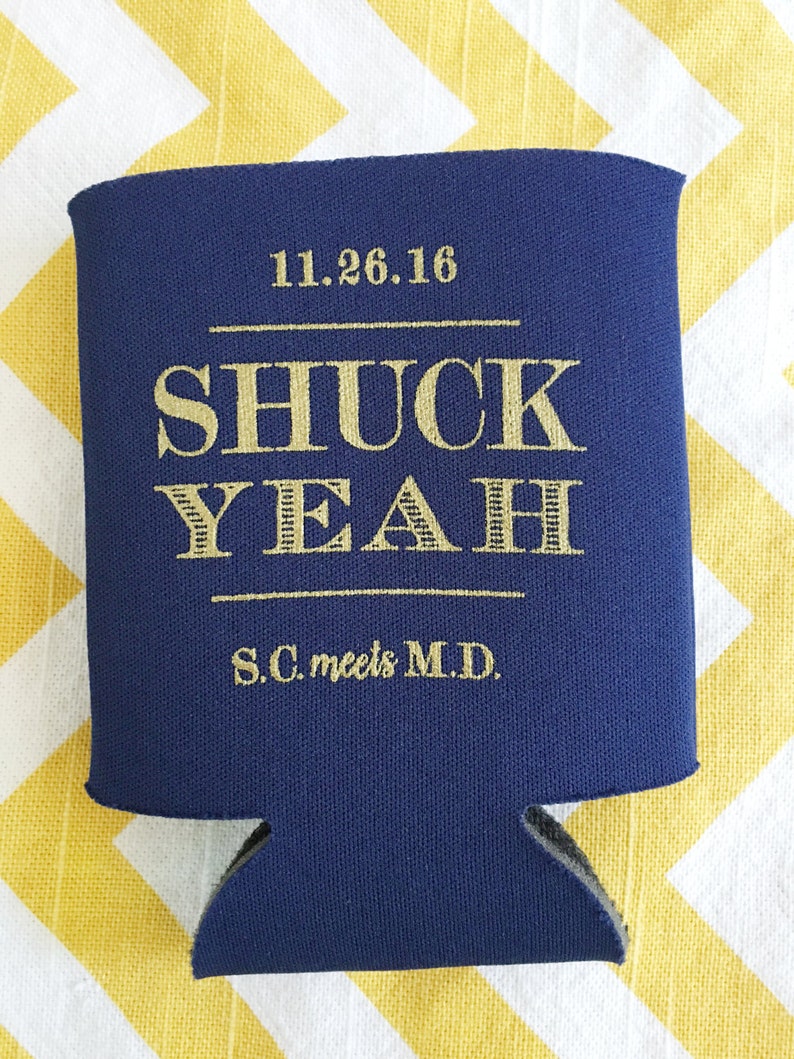 11.26.16
SHUCK
YEAH
S.C. meets M.D.